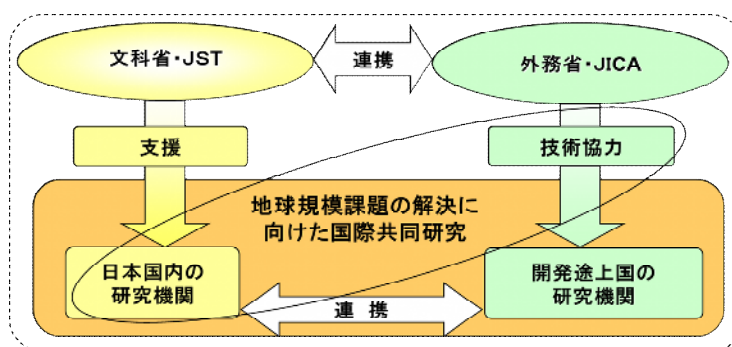 文科省・JST
連携
外務省・JICA
支援
技術協力
地球規模課題の解決に
向けた国際共同研究
日本国内の
研究機関
開発途上国の
研究機関
連 携